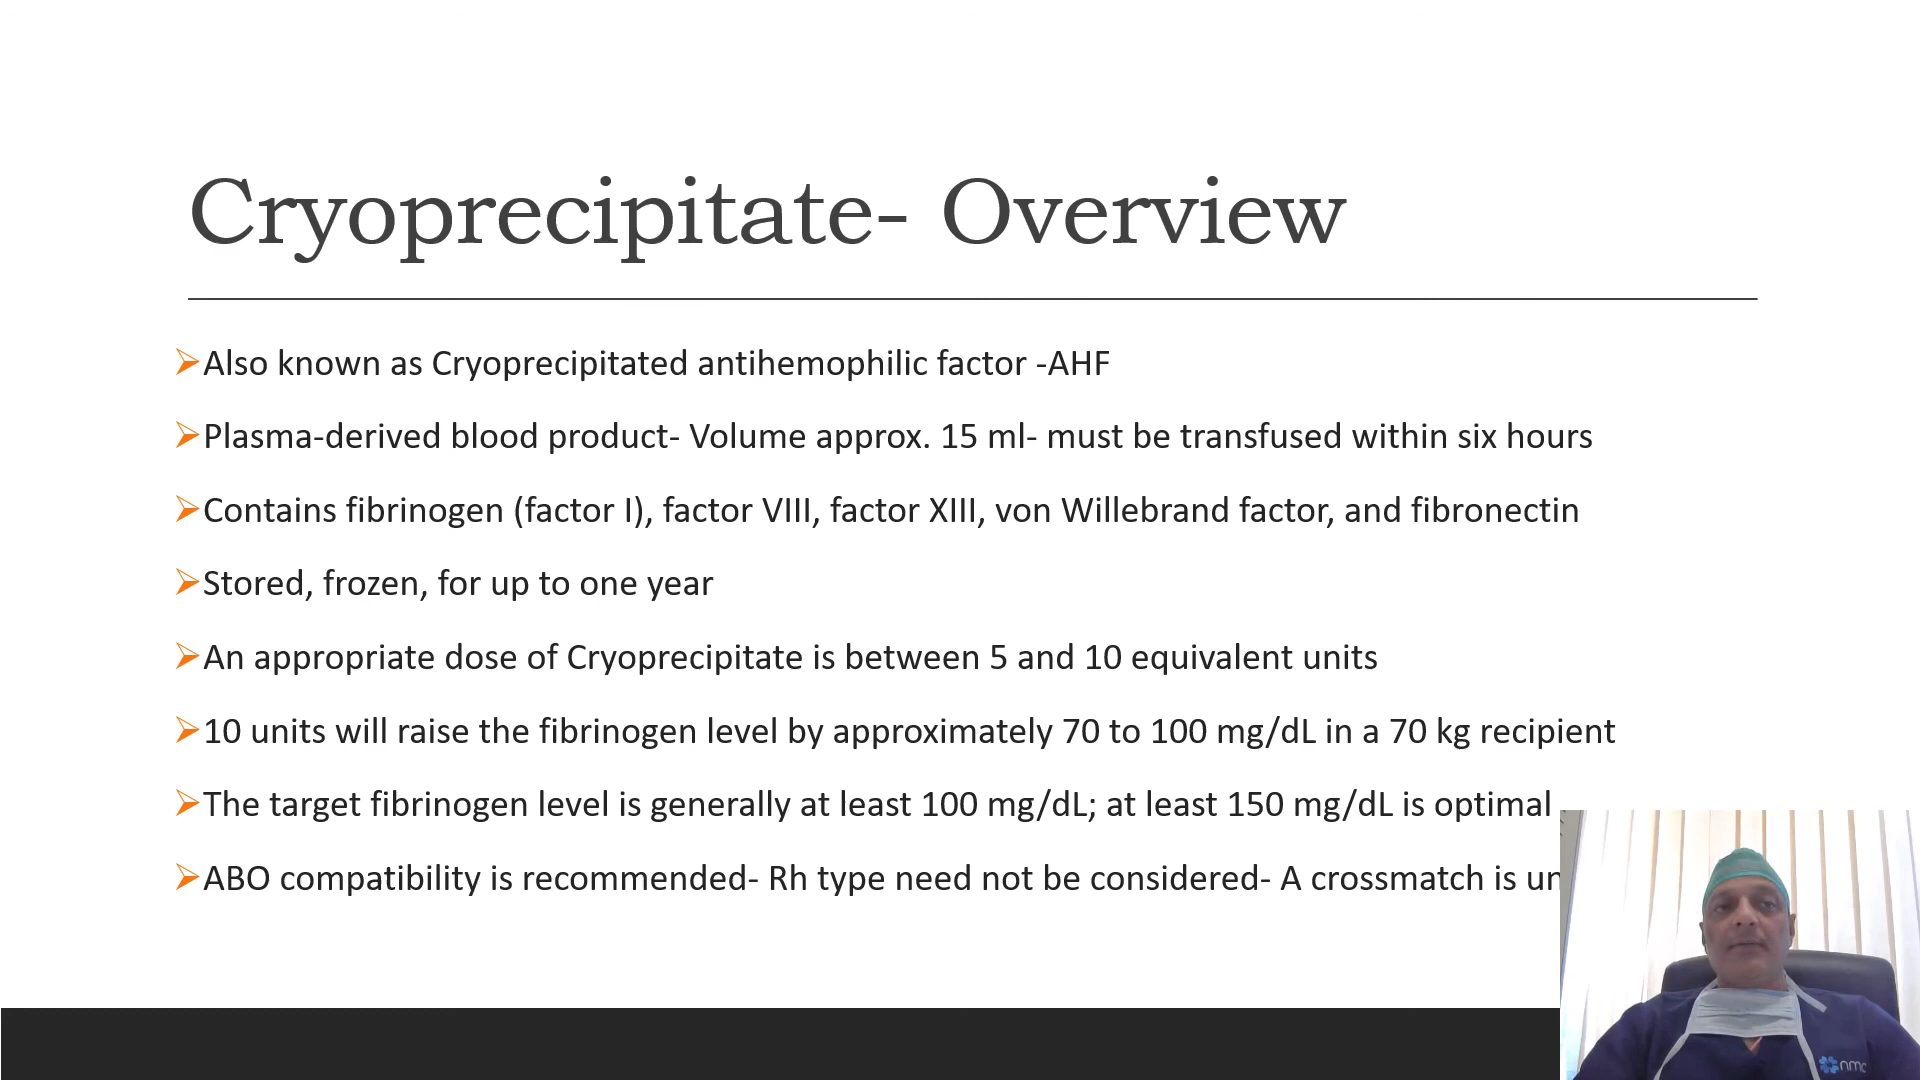 Cryoprecipitate- Overview
Also known as Cryoprecipitated antihemophilic factor -AHF
Plasma-derived blood product- Volume approx. 15 ml- must be transfused within six hours
Contains fibrinogen (factor I), factor VIII, factor XIII, von Willebrand factor, and fibronectin
Stored, frozen, for up to one year
An appropriate dose of Cryoprecipitate is between 5 and 10 equivalent units
10 units will raise the fibrinogen level by approximately 70 to 100 mg/dL in a 70 kg recipient
The target fibrinogen level is generally at least 100 mg/dL; at least 150 mg/dL is optimal
ABO compatibility is recommended- Rh type need not be considered- A crossmatch is
nmc